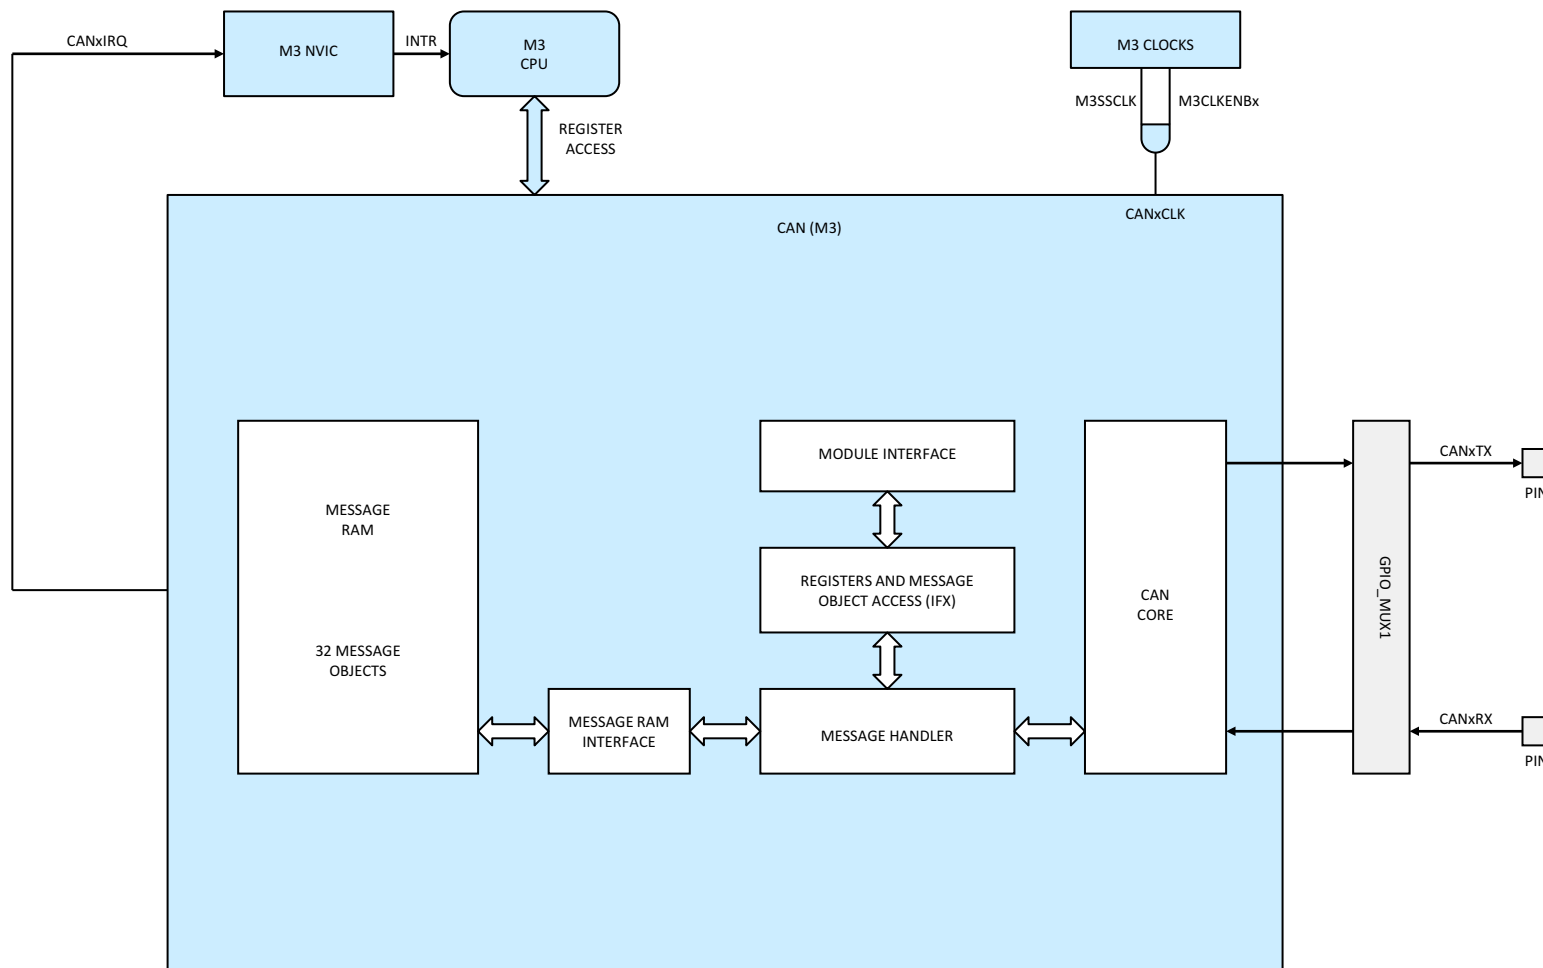 CANxIRQ
M3 NVIC
INTR
M3
CPU
M3 CLOCKS
M3SSCLK
M3CLKENBx
REGISTER
ACCESS
CANxCLK
CAN (M3)
MESSAGE
RAM
32 MESSAGE
OBJECTS
MODULE INTERFACE
REGISTERS AND MESSAGE
OBJECT ACCESS (IFX)
MESSAGE RAM
INTERFACE
MESSAGE HANDLER
CAN
CORE
GPIO_MUX1
CANxTX
PIN
CANxRX
PIN